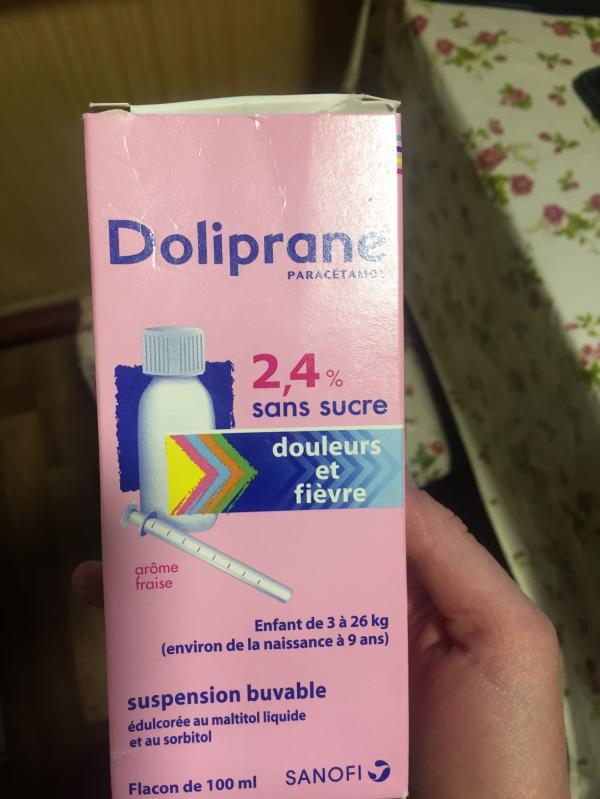 Doliprane
PARACÉTAMOL
2,4 %
sans sucre
douleurs
et
fièvre
arôme
fraise
Enfant de 3 à 26 kg
(environ de la naissance à 9 ans)
suspension buvable
édulcorée au maltitol liquide
et au sorbitol
Flacon de 100 ml
SANOFI